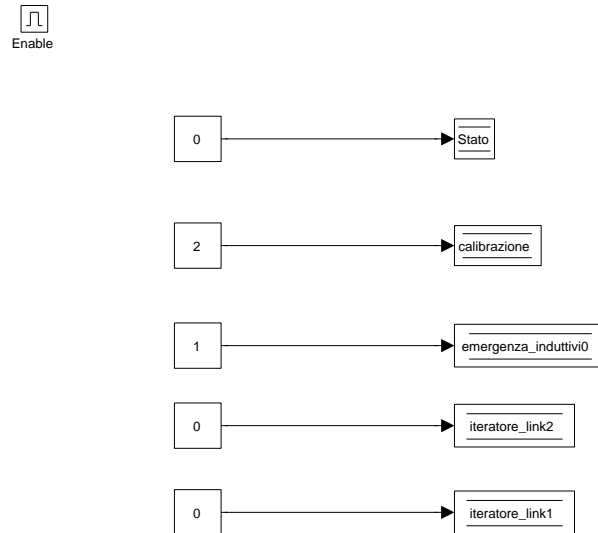 Enable
0
Stato
2
calibrazione
1
emergenza_induttivi0
0
iteratore_link2
0
iteratore_link1